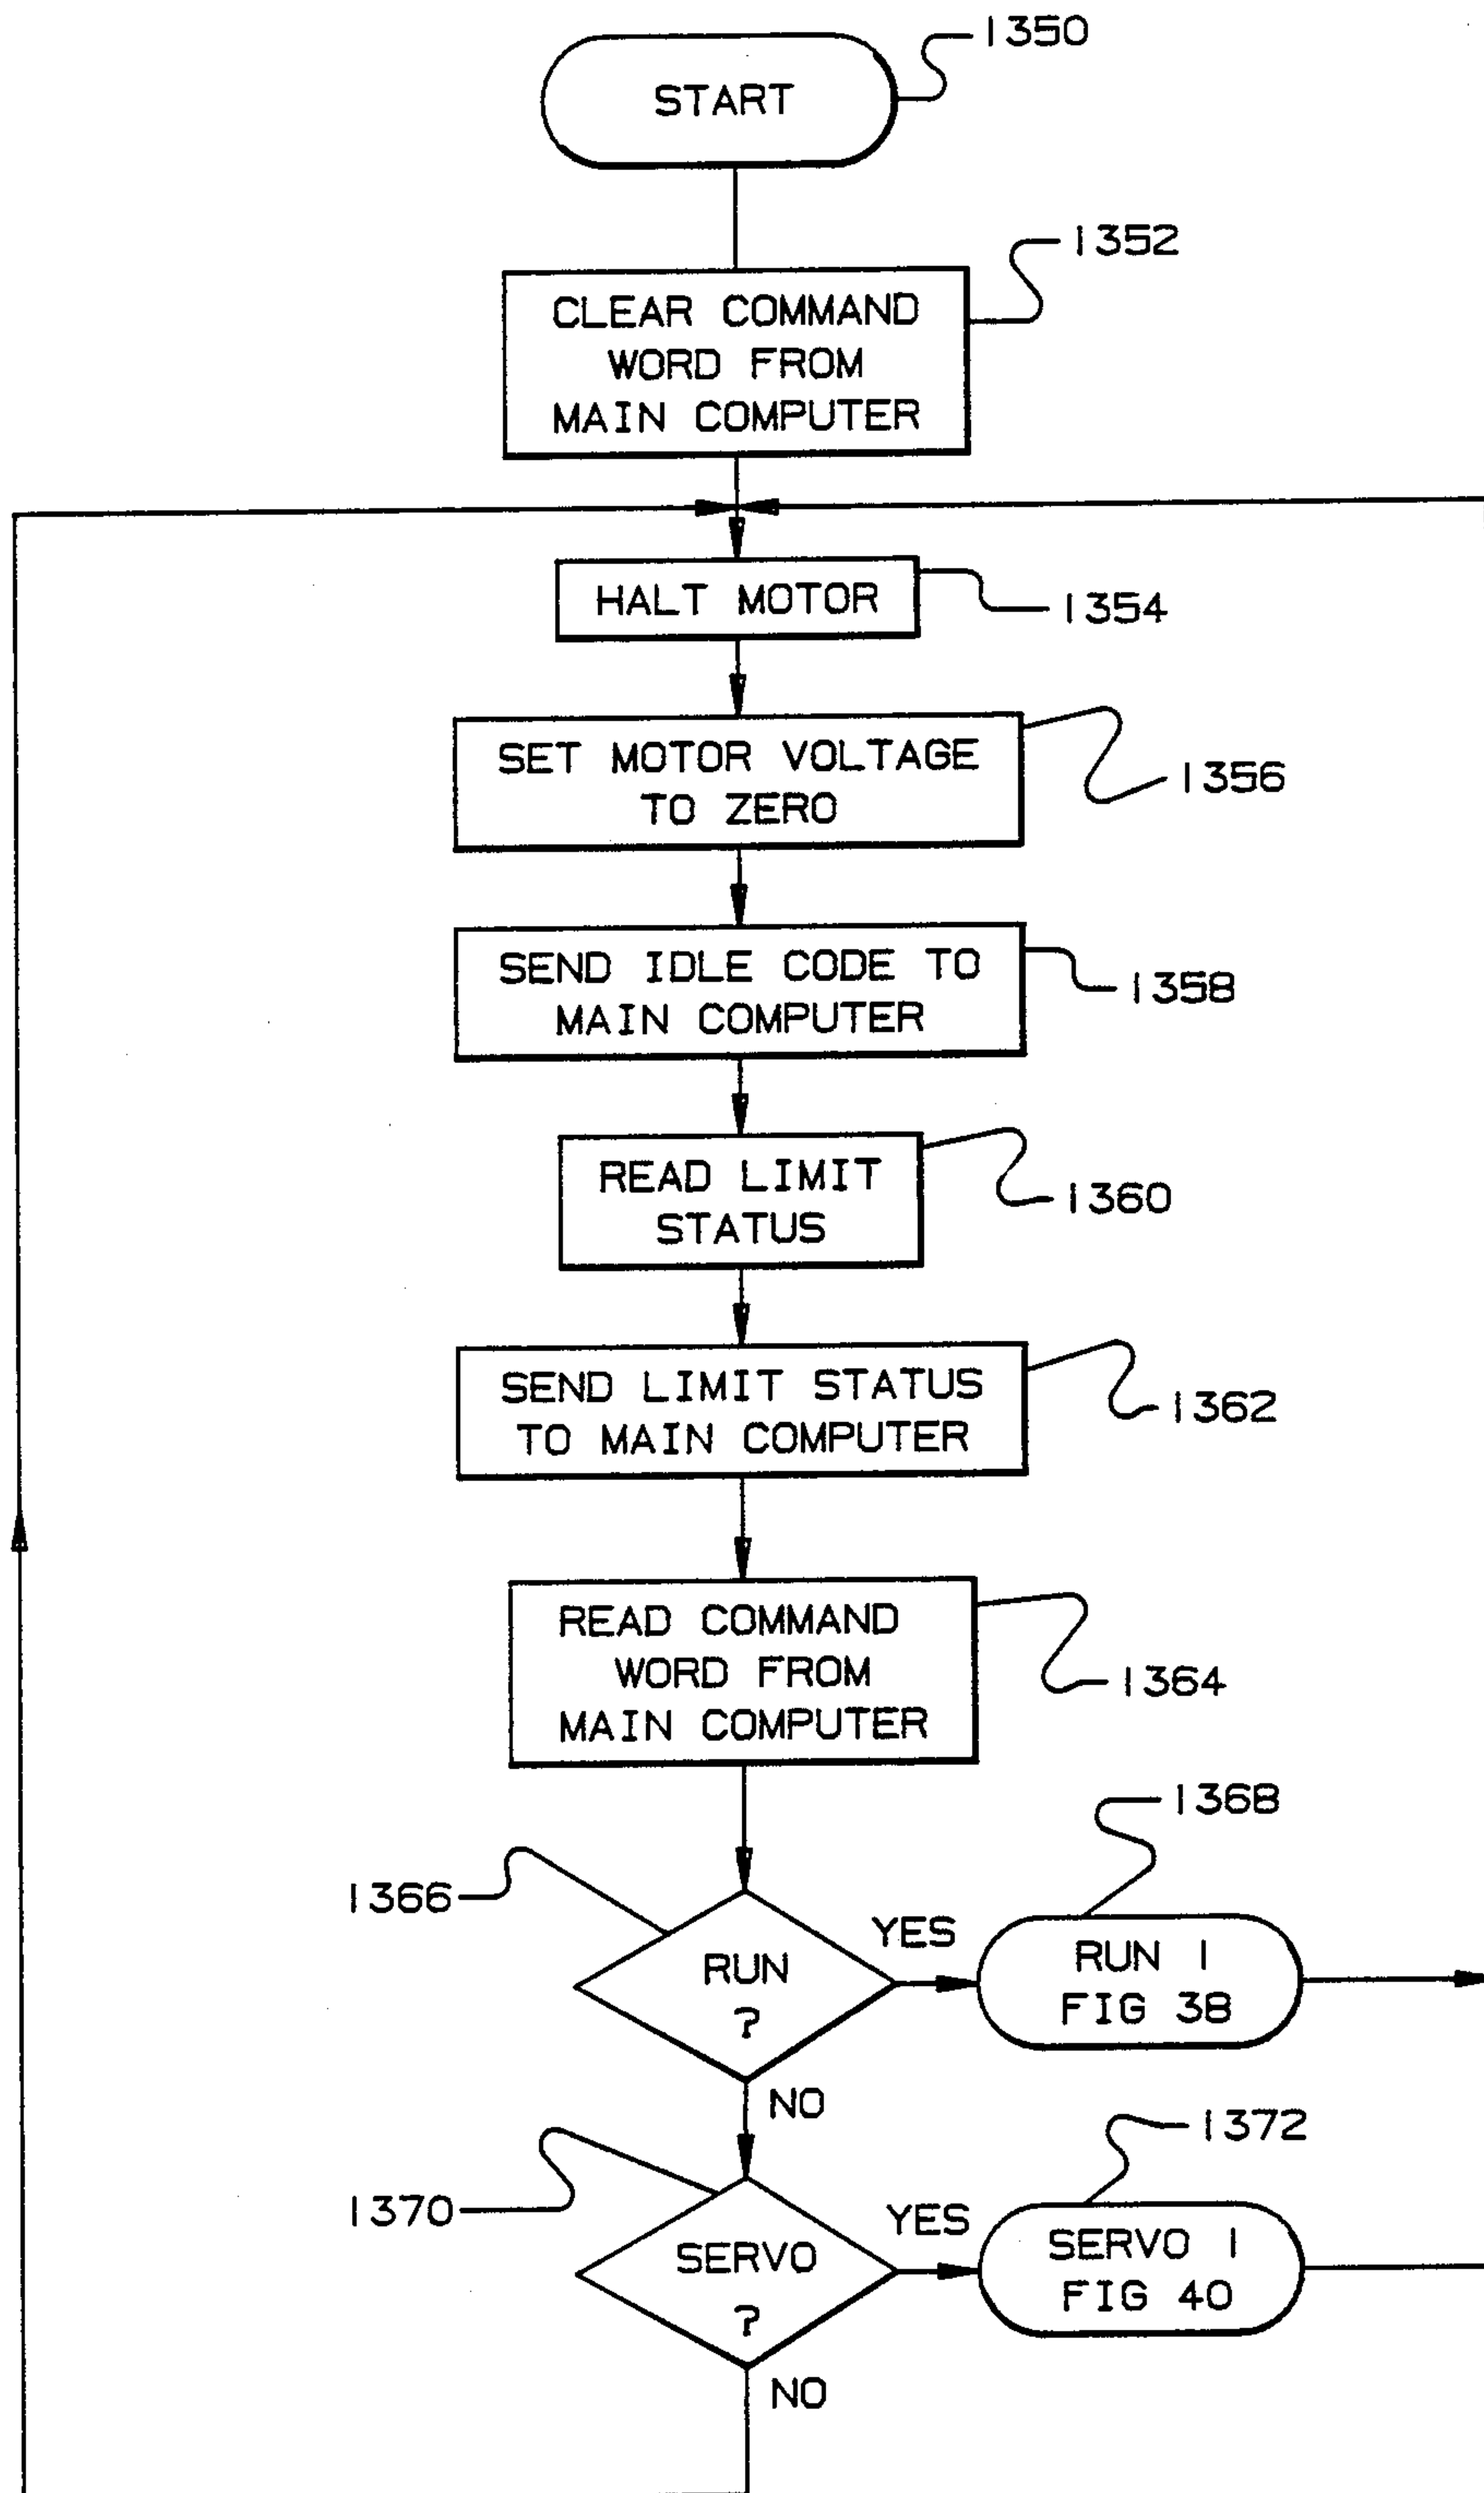 START
1350
CLEAR COMMAND
WORD FROM
MAIN COMPUTER
1352
HALT MOTOR
1354
SET MOTOR VOLTAGE
TO ZERO
1356
SEND IDLE CODE TO
MAIN COMPUTER
1358
READ LIMIT
STATUS
1360
SEND LIMIT STATUS
TO MAIN COMPUTER
1362
READ COMMAND
WORD FROM
MAIN COMPUTER
1364
1366
RUN
?
YES
RUN 1
FIG 38
1368
NO
1370
SERVO
?
YES
SERVO 1
FIG 40
1372
NO